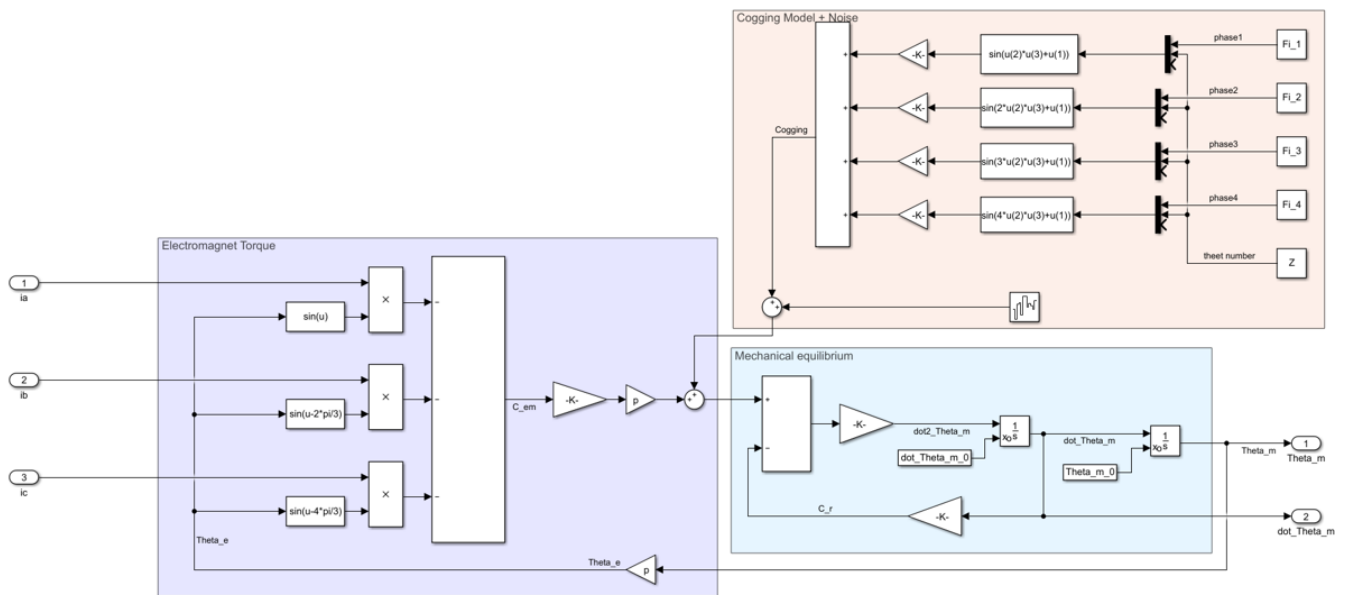 Cogging Model + Noise
phase1
Fi_1
sin(u(2)*u(3)+u(1))
-K-
+
phase2
Fi_2
sin(2*u(2)*u(3)+u(1))
-K-
+
Cogging
phase3
Fi_3
sin(3*u(2)*u(3)+u(1))
-K-
+
phase4
Fi_4
sin(4*u(2)*u(3)+u(1))
-K-
+
theet number
Z
+
+
Electromagnet Torque
1
ia
×
sin(u)
−
2
ib
×
sin(u-2*pi/3)
−
C_em
-K-
p
+
+
3
ic
×
sin(u-4*pi/3)
−
Theta_e
Theta_e
p
Mechanical equilibrium
+
−
-K-
dot2_Theta_m
1
s
xo
dot_Theta_m_0
dot_Theta_m
1
s
xo
Theta_m_0
Theta_m
1
Theta_m
C_r
-K-
2
dot_Theta_m